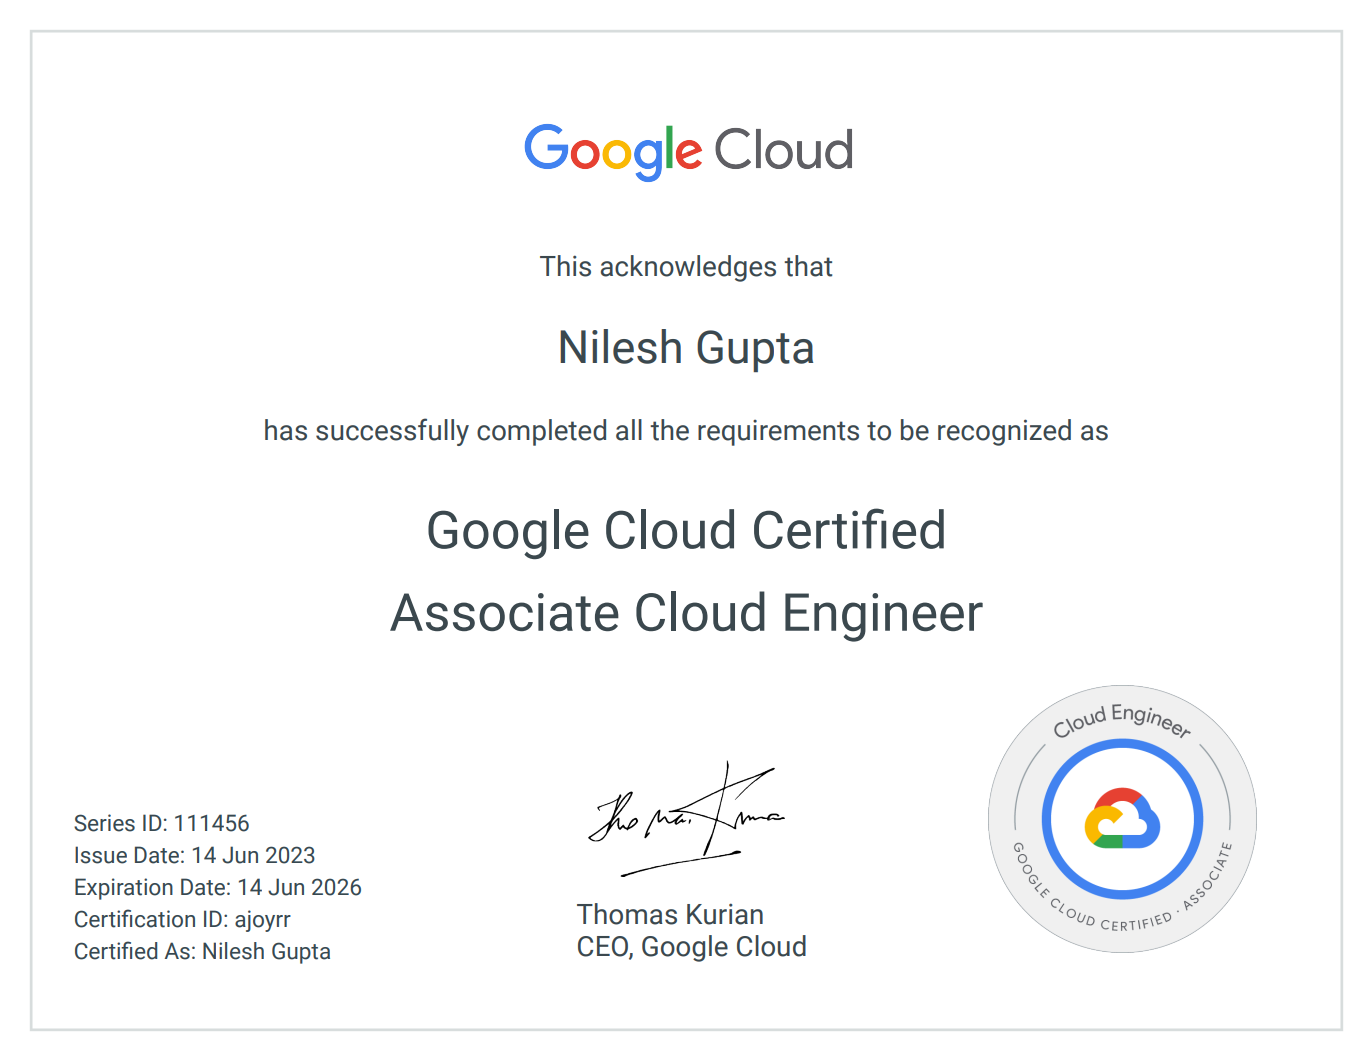 Google Cloud
This acknowledges that
Nilesh Gupta
has successfully completed all the requirements to be recognized as
Google Cloud Certified
Associate Cloud Engineer
Series ID: 111456
Issue Date: 14 Jun 2023
Expiration Date: 14 Jun 2026
Certification ID: ajoyrr
Certified As: Nilesh Gupta
Thomas Kurian
CEO, Google Cloud
Cloud Engineer
GOOGLE CLOUD CERTIFIED · ASSOCIATE